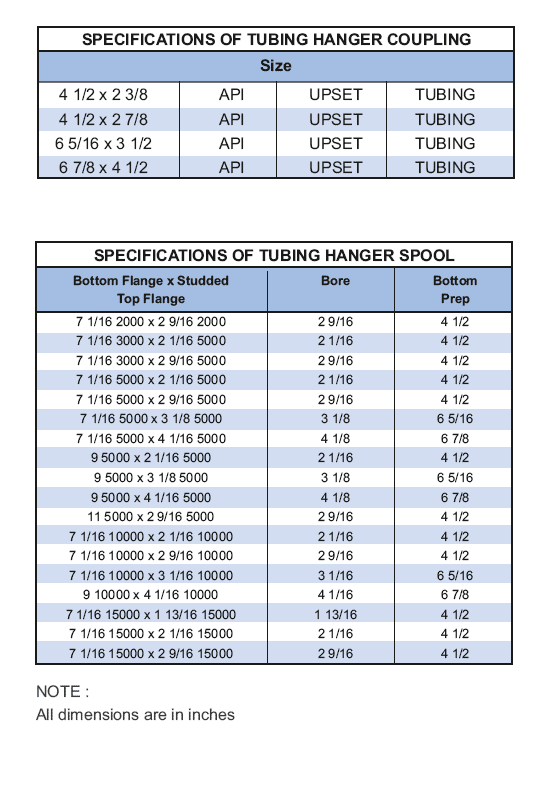 SPECIFICATIONS OF TUBING HANGER COUPLING
Size
4 1/2 x 2 3/8 API UPSET TUBING
4 1/2 x 2 7/8 API UPSET TUBING
6 5/16 x 3 1/2 API UPSET TUBING
6 7/8 x 4 1/2 API UPSET TUBING
SPECIFICATIONS OF TUBING HANGER SPOOL
Bottom Flange x Studded Bore Bottom
Top Flange Prep
7 1/16 2000 x 2 9/16 2000 2 9/16 4 1/2
7 1/16 3000 x 2 1/16 5000 2 1/16 4 1/2
7 1/16 3000 x 2 9/16 5000 2 9/16 4 1/2
7 1/16 5000 x 2 1/16 5000 2 1/16 4 1/2
7 1/16 5000 x 2 9/16 5000 2 9/16 4 1/2
7 1/16 5000 x 3 1/8 5000 3 1/8 6 5/16
7 1/16 5000 x 4 1/16 5000 4 1/8 6 7/8
9 5000 x 2 1/16 5000 2 1/16 4 1/2
9 5000 x 3 1/8 5000 3 1/8 6 5/16
9 5000 x 4 1/16 5000 4 1/8 6 7/8
11 5000 x 2 9/16 5000 2 9/16 4 1/2
7 1/16 10000 x 2 1/16 10000 2 1/16 4 1/2
7 1/16 10000 x 2 9/16 10000 2 9/16 4 1/2
7 1/16 10000 x 3 1/16 10000 3 1/16 6 5/16
9 10000 x 4 1/16 10000 4 1/16 6 7/8
7 1/16 15000 x 1 13/16 15000 1 13/16 4 1/2
7 1/16 15000 x 2 1/16 15000 2 1/16 4 1/2
7 1/16 15000 x 2 9/16 15000 2 9/16 4 1/2
NOTE :
All dimensions are in inches